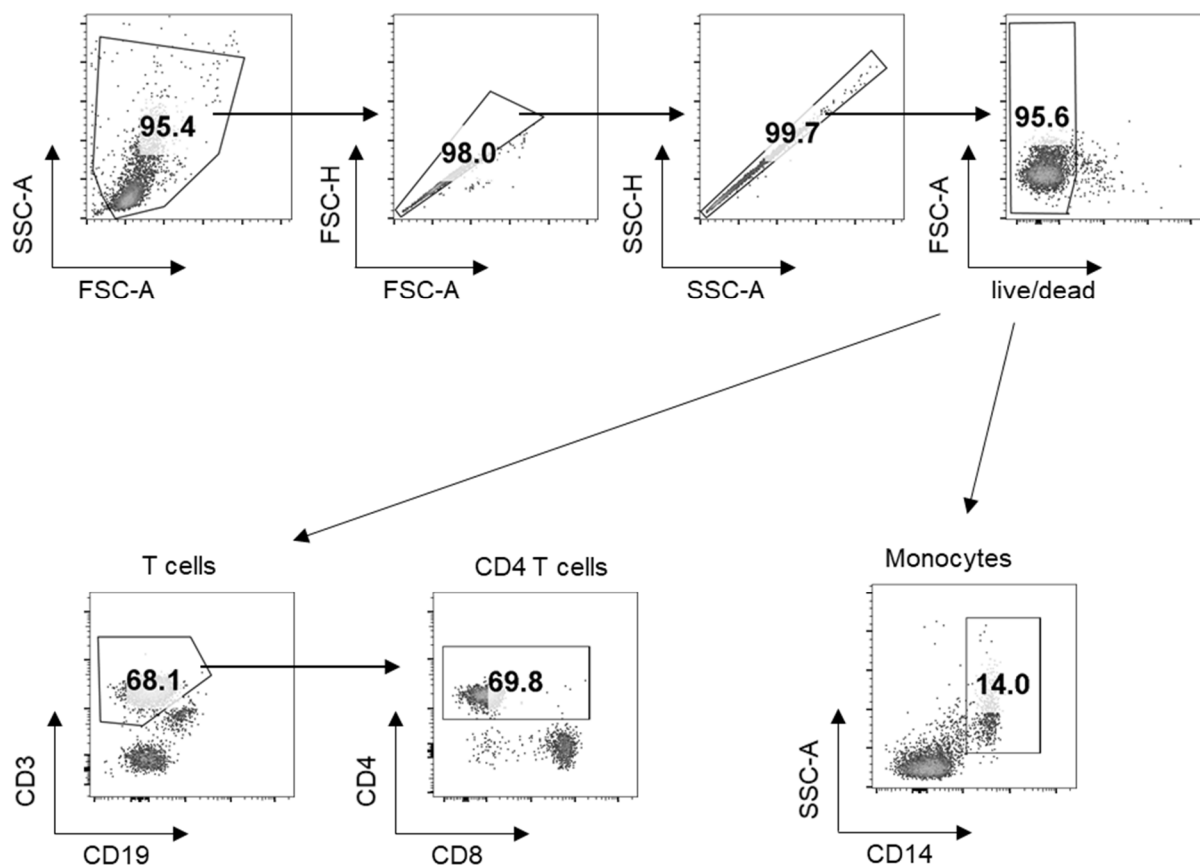 95.4
SSC-A
FSC-A
98.0
FSC-H
FSC-A
99.7
SSC-H
SSC-A
95.6
FSC-A
live/dead
T cells
68.1
CD3
CD19
CD4 T cells
69.8
CD4
CD8
Monocytes
14.0
SSC-A
CD14